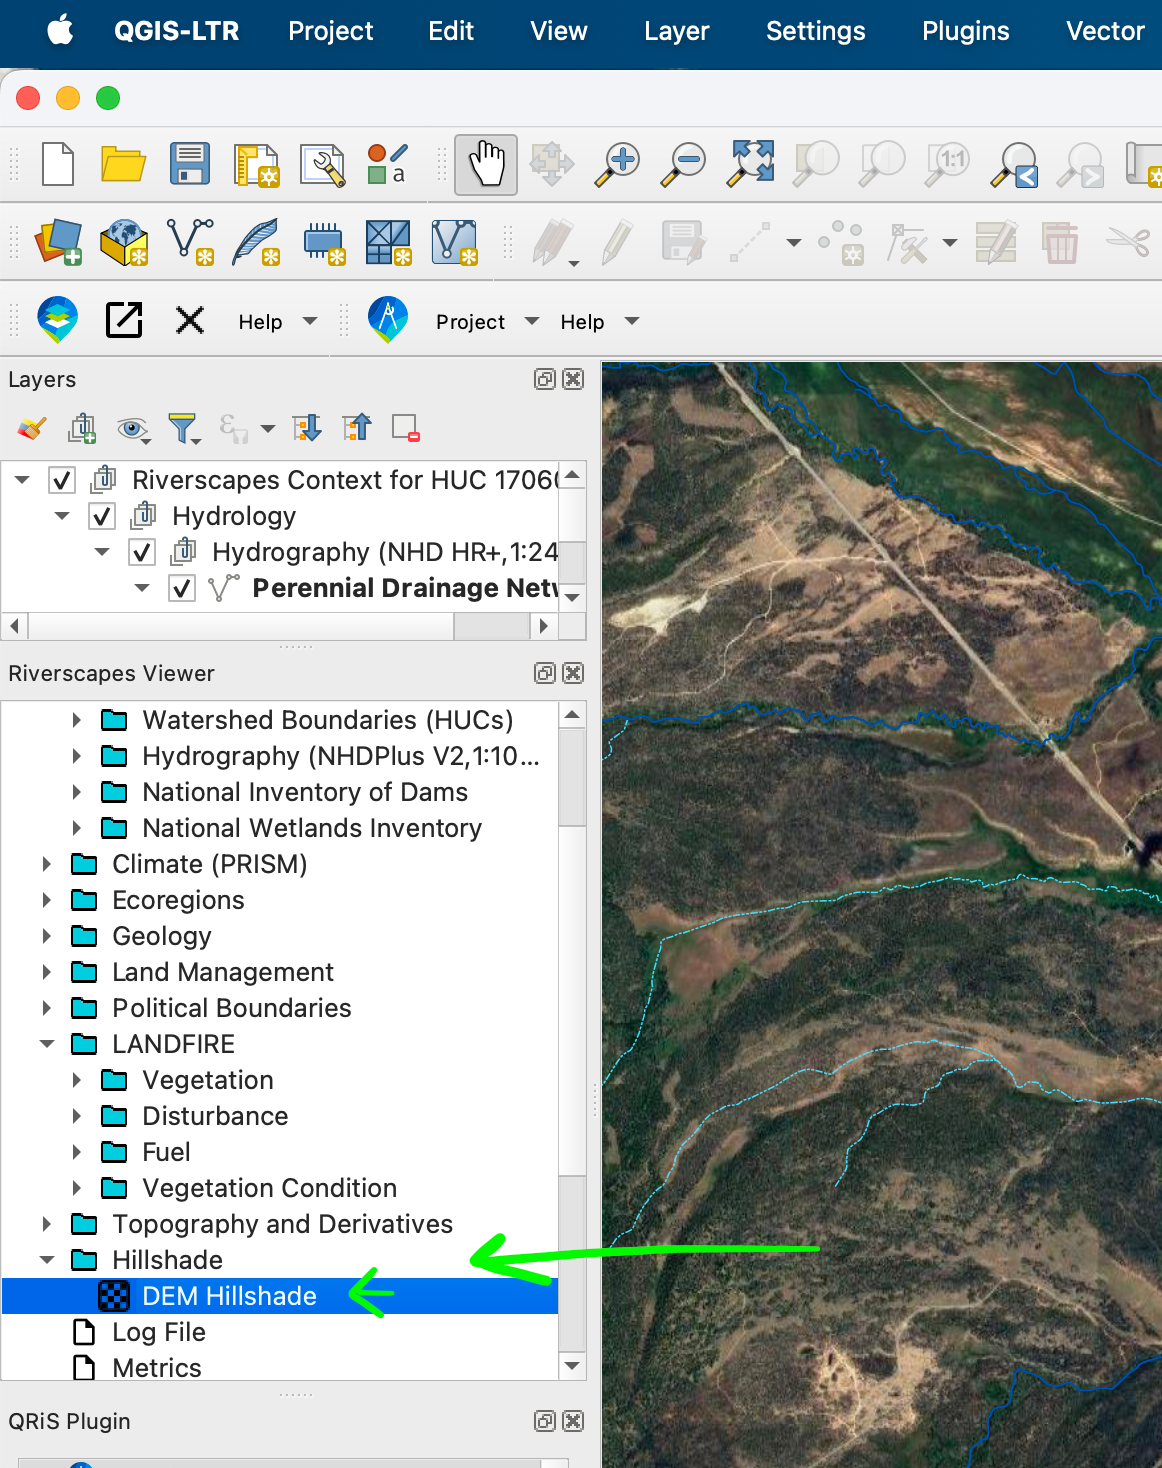 QGIS-LTR Project Edit View Layer Settings Plugins Vector
a
1:1
Help Project Help
Layers
ε
Riverscapes Context for HUC 1706
Hydrology
Hydrography (NHD HR+,1:24
Perennial Drainage Netw
Riverscapes Viewer
Watershed Boundaries (HUCs)
Hydrography (NHDPlus V2,1:10...
National Inventory of Dams
National Wetlands Inventory
Climate (PRISM)
Ecoregions
Geology
Land Management
Political Boundaries
LANDFIRE
Vegetation
Disturbance
Fuel
Vegetation Condition
Topography and Derivatives
Hillshade
DEM Hillshade
Log File
Metrics
QRiS Plugin